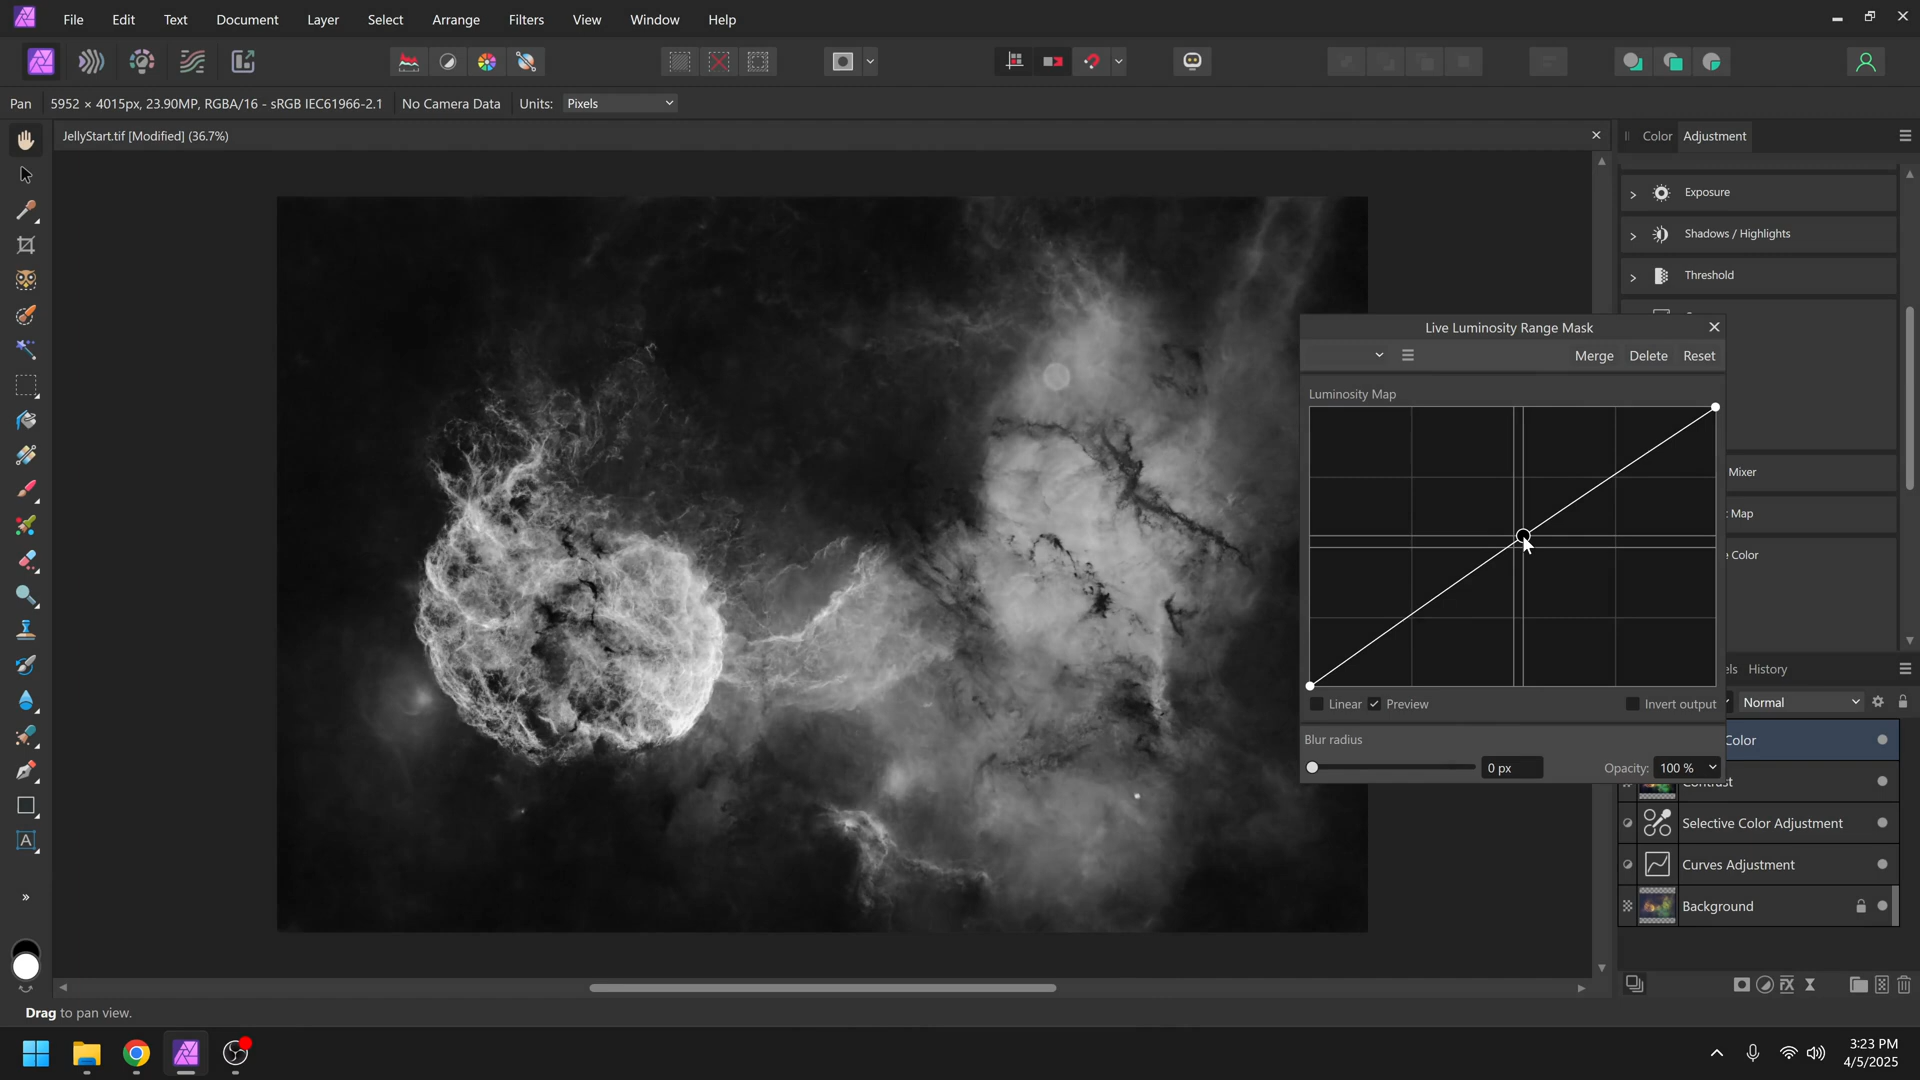 File Edit Text Document Layer Select Arrange Filters View Window Help
Pan 5952 × 4015px, 23.90MP, RGBA/16 - sRGB IEC61966-2.1 No Camera Data Units: Pixels
JellyStart.tif [Modified] (36.7%)
Color Adjustment
Exposure
Shadows / Highlights
Threshold
Live Luminosity Range Mask
Merge Delete Reset
Luminosity Map
Mixer
Map
Color
Linear Preview Invert output
Blur radius
0 px Opacity: 100 %
History
Normal
Color
Selective Color Adjustment
Curves Adjustment
Background
Drag to pan view.
3:23 PM
4/5/2025